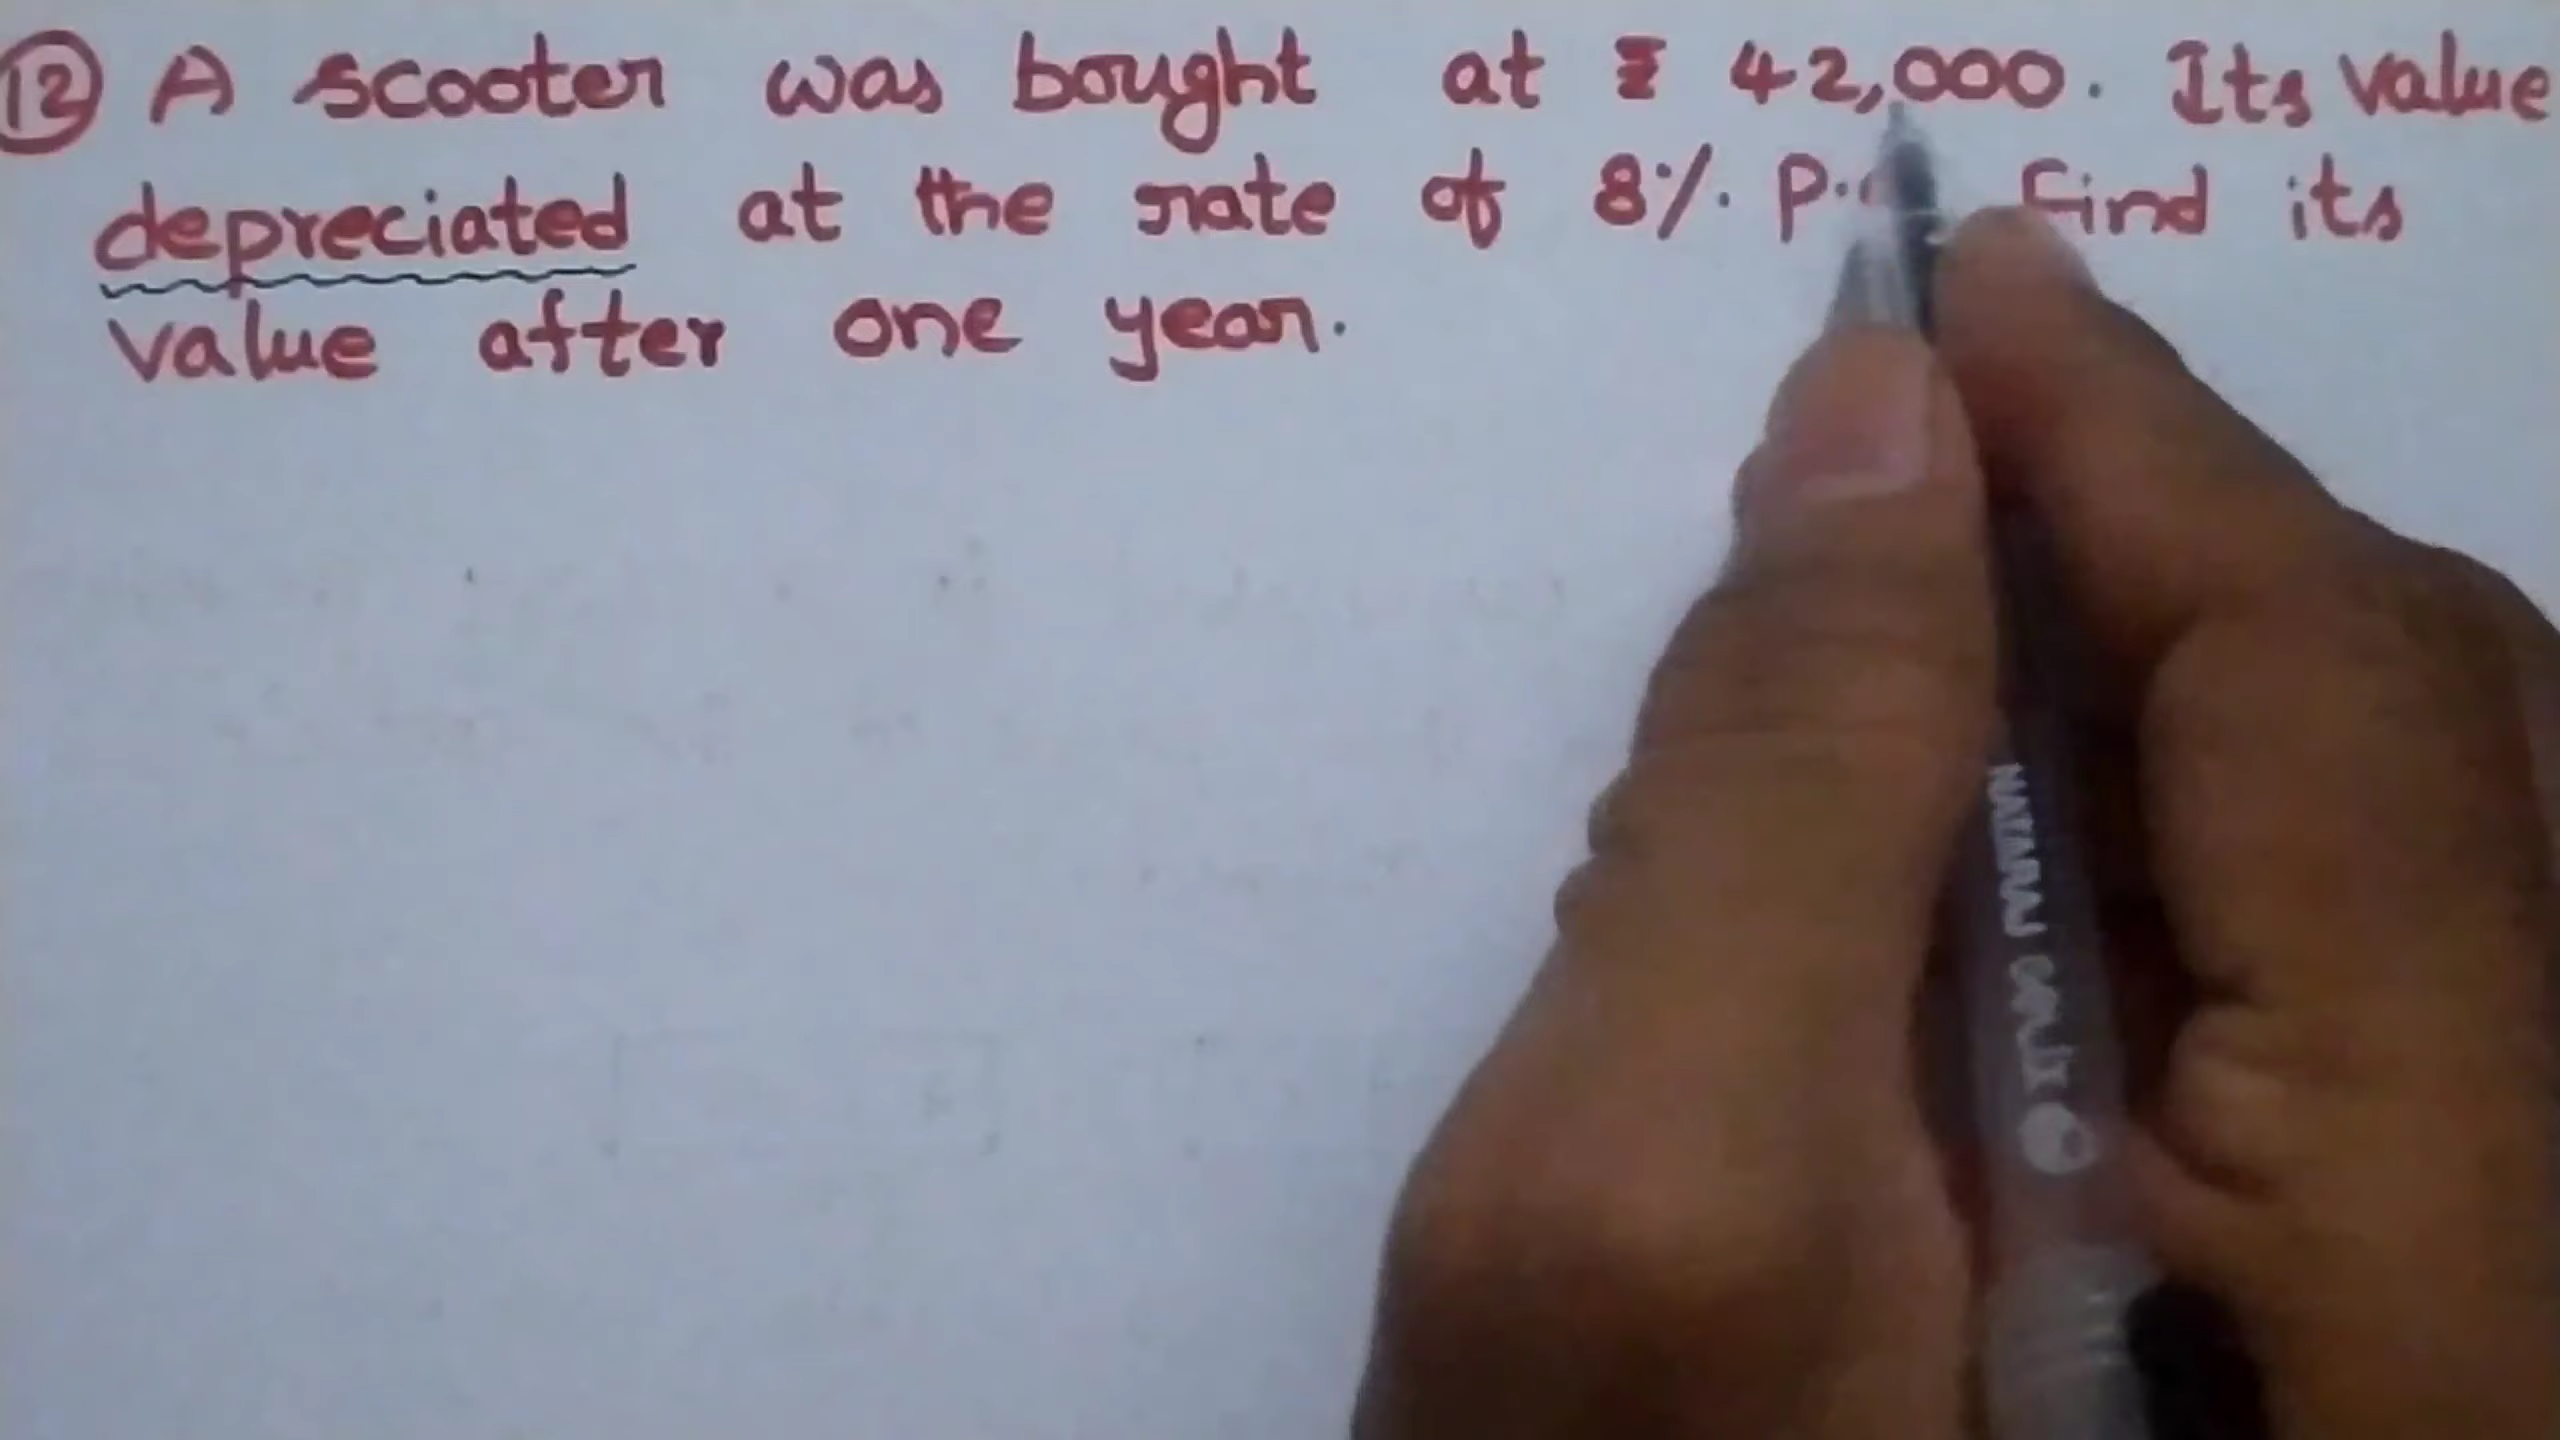 12 A scooter was bought at ₹ 42,000. Its value
depreciated at the rate of 8% P. Find its
value after one year.
NATARAJ